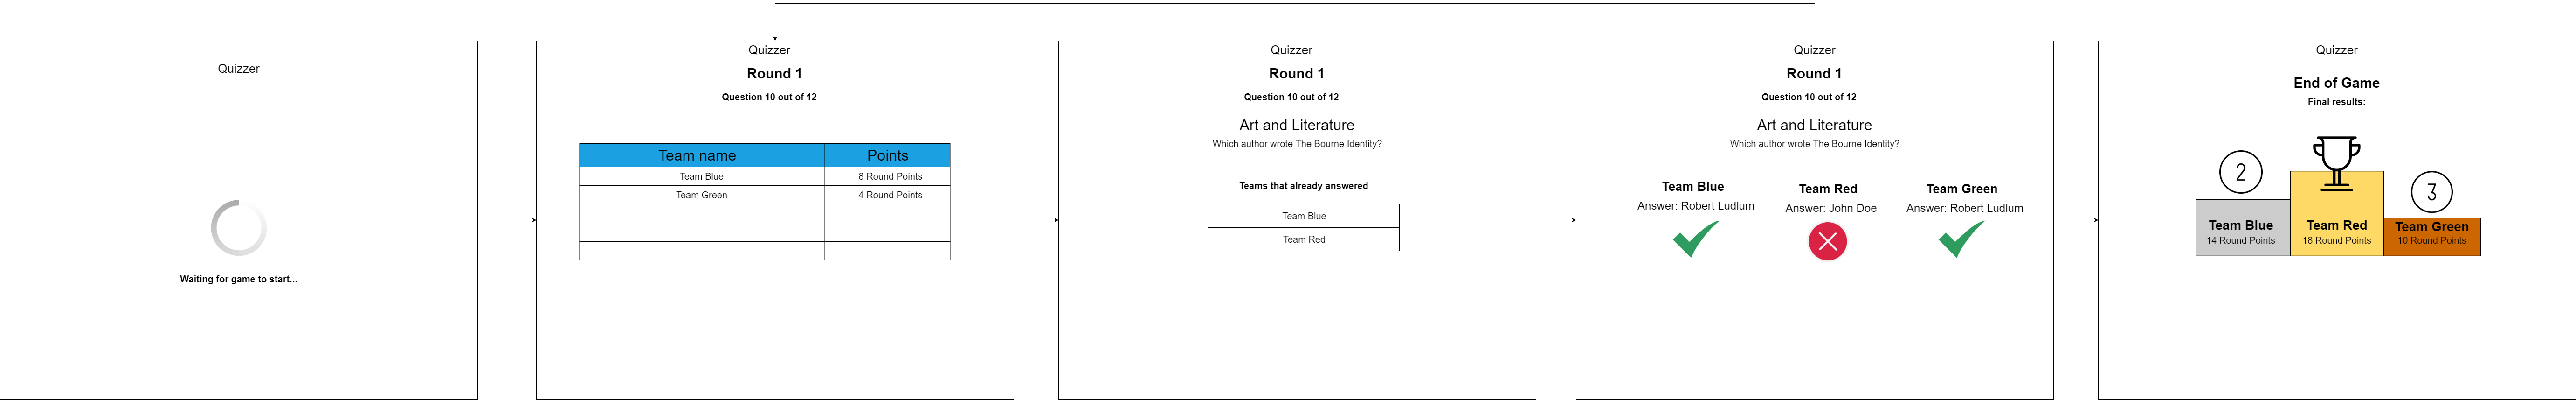 Quizzer
Waiting for game to start...
Quizzer
Round 1
Question 10 out of 12
Team name Points
Team Blue 8 Round Points
Team Green 4 Round Points
Quizzer
Round 1
Question 10 out of 12
Art and Literature
Which author wrote The Bourne Identity?
Teams that already answered
Team Blue
Team Red
Quizzer
Round 1
Question 10 out of 12
Art and Literature
Which author wrote The Bourne Identity?
Team Blue
Answer: Robert Ludlum
Team Red
Answer: John Doe
Team Green
Answer: Robert Ludlum
Quizzer
End of Game
Final results:
2
Team Blue
14 Round Points
Team Red
18 Round Points
3
Team Green
10 Round Points